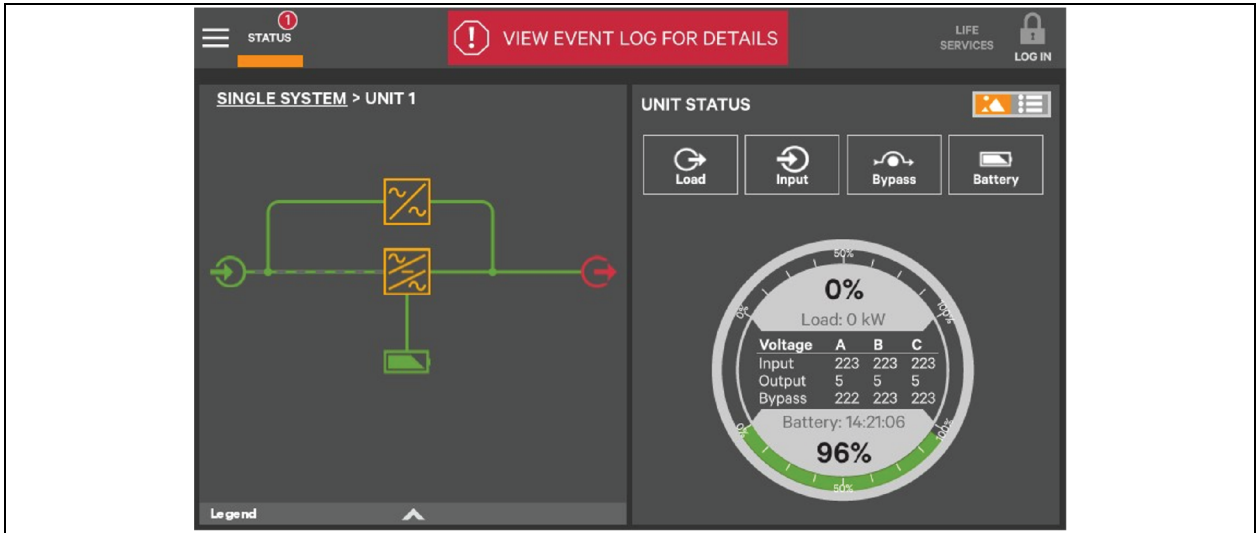 1
STATUS
VIEW EVENT LOG FOR DETAILS
LIFE
SERVICES
LOG IN
SINGLE SYSTEM > UNIT 1
Legend
UNIT STATUS
Load
Input
Bypass
Battery
50%
0%
100%
0%
Load: 0 kW
Voltage A B C
Input 223 223 223
Output 5 5 5
Bypass 222 223 223
Battery: 14:21:06
0%
100%
96%
50%